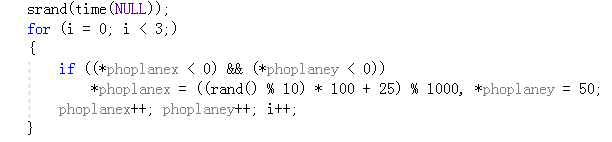 srand(time(NULL));
for (i = 0; i < 3;)
{
if ((*phoplanex < 0) && (*phoplaney < 0))
*phoplanex = ((rand() % 10) * 100 + 25) % 1000, *phoplaney = 50;
phoplanex++; phoplaney++; i++;
}